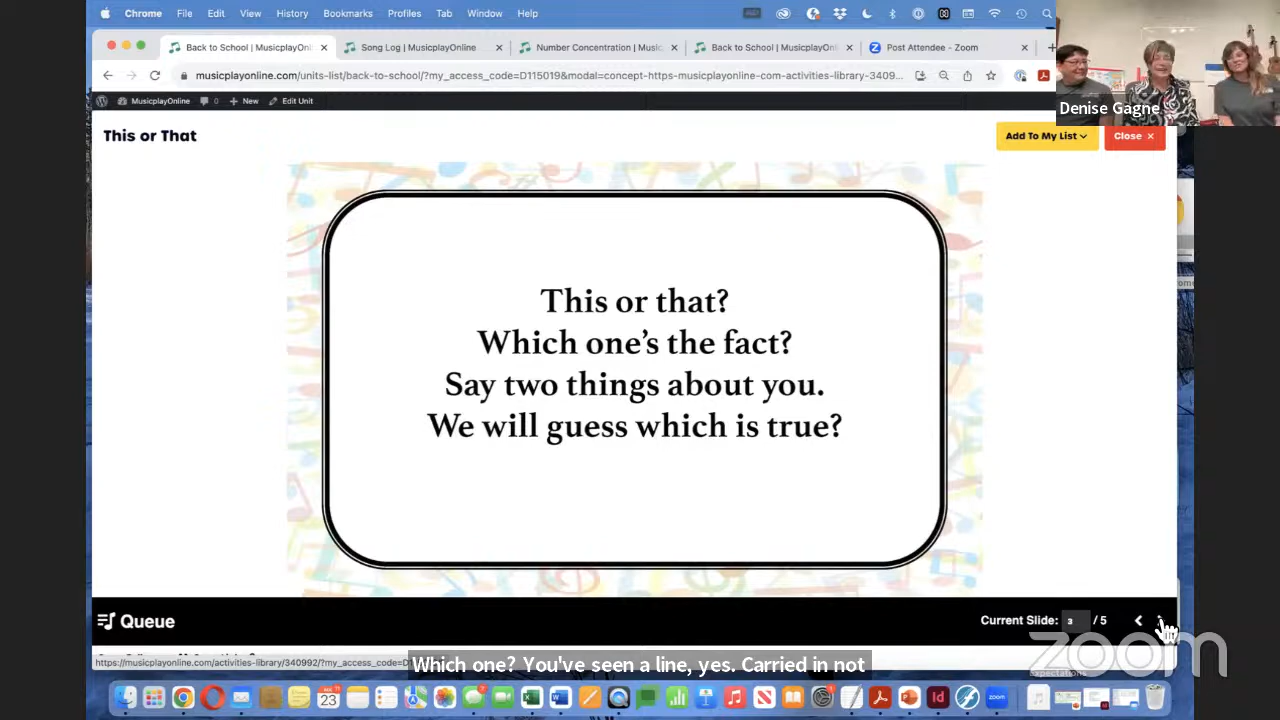 Chrome File Edit View History Bookmarks Profiles Tab Window Help
Back to School | MusicplayOnl × Song Log | MusicplayOnline × Number Concentration | Music × Back to School | MusicplayOnl × Post Attendee - Zoom ×
musicplayonline.com/units-list/back-to-school/?my_access_code=D115019&modal=concept-https-musicplayonline-com-activities-library-3409...
MusicplayOnline 0 + New Edit Unit
Denise Gagne
This or That
Add To My List
Close ×
This or that?
Which one's the fact?
Say two things about you.
We will guess which is true?
Queue
Current Slide: 3 / 5
https://musicplayonline.com/activities-library/340992/?my_access_code=D
Which one? You've seen a line, yes. Carried in not
zoom
expectations
23
zoom